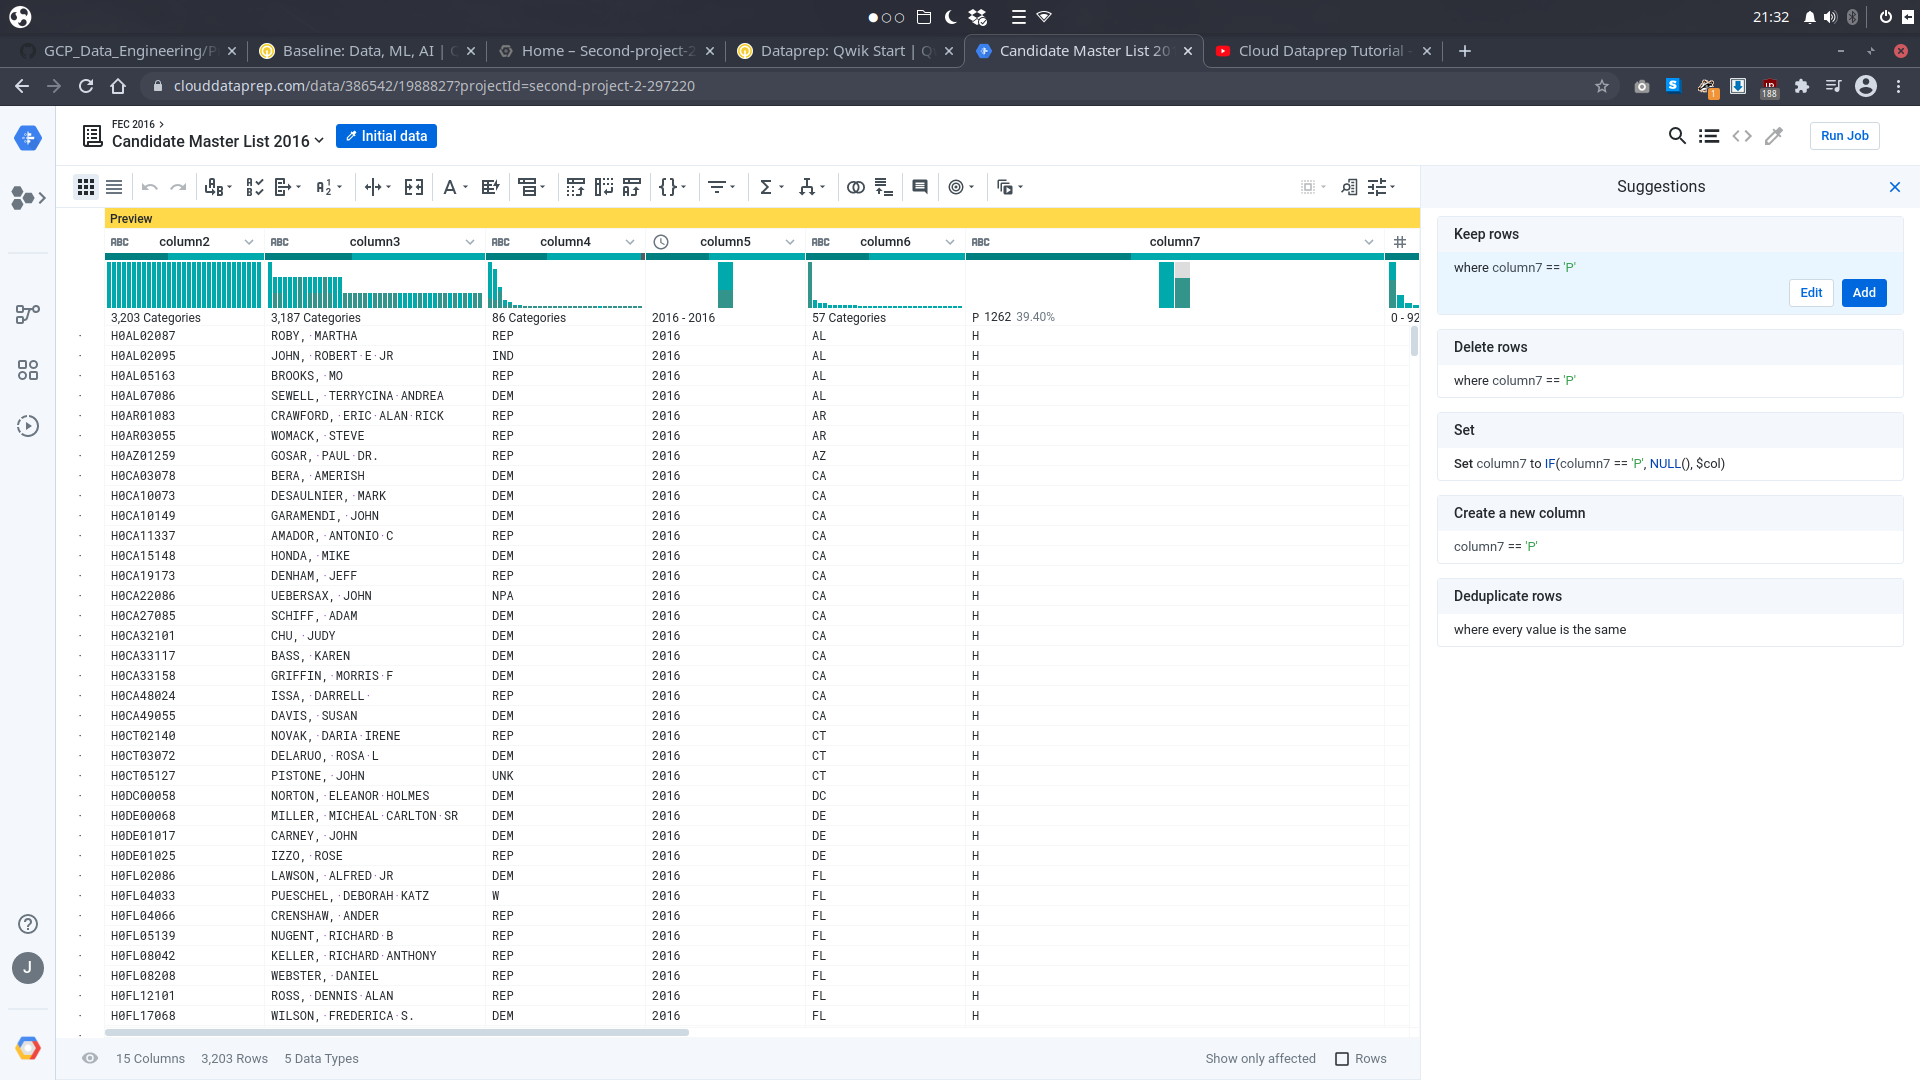 21:32
GCP_Data_Engineering/P
Baseline: Data, ML, AI |
Home – Second-project-2
Dataprep: Qwik Start | Q
Candidate Master List 20
Cloud Dataprep Tutorial
clouddataprep.com/data/386542/1988827?projectId=second-project-2-297220
1
188
FEC 2016
Candidate Master List 2016
Initial data
Run Job
Suggestions
Preview
ABC column2 ABC column3 ABC column4 column5 ABC column6 ABC column7 #
3,203 Categories 3,187 Categories 86 Categories 2016 - 2016 57 Categories P 1262 39.40% 0 - 92
H0AL02087 ROBY, MARTHA REP 2016 AL H
H0AL02095 JOHN, ROBERT E JR IND 2016 AL H
H0AL05163 BROOKS, MO REP 2016 AL H
H0AL07086 SEWELL, TERRYCINA ANDREA DEM 2016 AL H
H0AR01083 CRAWFORD, ERIC ALAN RICK REP 2016 AR H
H0AR03055 WOMACK, STEVE REP 2016 AR H
H0AZ01259 GOSAR, PAUL DR. REP 2016 AZ H
H0CA03078 BERA, AMERISH DEM 2016 CA H
H0CA10073 DESAULNIER, MARK DEM 2016 CA H
H0CA10149 GARAMENDI, JOHN DEM 2016 CA H
H0CA11337 AMADOR, ANTONIO C REP 2016 CA H
H0CA15148 HONDA, MIKE DEM 2016 CA H
H0CA19173 DENHAM, JEFF REP 2016 CA H
H0CA22086 UEBERSAX, JOHN NPA 2016 CA H
H0CA27085 SCHIFF, ADAM DEM 2016 CA H
H0CA32101 CHU, JUDY DEM 2016 CA H
H0CA33117 BASS, KAREN DEM 2016 CA H
H0CA33158 GRIFFIN, MORRIS F DEM 2016 CA H
H0CA48024 ISSA, DARRELL REP 2016 CA H
H0CA49055 DAVIS, SUSAN DEM 2016 CA H
H0CT02140 NOVAK, DARIA IRENE REP 2016 CT H
H0CT03072 DELARUO, ROSA L DEM 2016 CT H
H0CT05127 PISTONE, JOHN UNK 2016 CT H
H0DC00058 NORTON, ELEANOR HOLMES DEM 2016 DC H
H0DE00068 MILLER, MICHEAL CARLTON SR DEM 2016 DE H
H0DE01017 CARNEY, JOHN DEM 2016 DE H
H0DE01025 IZZO, ROSE REP 2016 DE H
H0FL02086 LAWSON, ALFRED JR DEM 2016 FL H
H0FL04033 PUESCHEL, DEBORAH KATZ W 2016 FL H
H0FL04066 CRENSHAW, ANDER REP 2016 FL H
H0FL05139 NUGENT, RICHARD B REP 2016 FL H
H0FL08042 KELLER, RICHARD ANTHONY REP 2016 FL H
H0FL08208 WEBSTER, DANIEL REP 2016 FL H
H0FL12101 ROSS, DENNIS ALAN REP 2016 FL H
H0FL17068 WILSON, FREDERICA S. DEM 2016 FL H
Keep rows
where column7 == 'P'
Edit Add
Delete rows
where column7 == 'P'
Set
Set column7 to IF(column7 == 'P', NULL(), $col)
Create a new column
column7 == 'P'
Deduplicate rows
where every value is the same
J
15 Columns 3,203 Rows 5 Data Types
Show only affected Rows